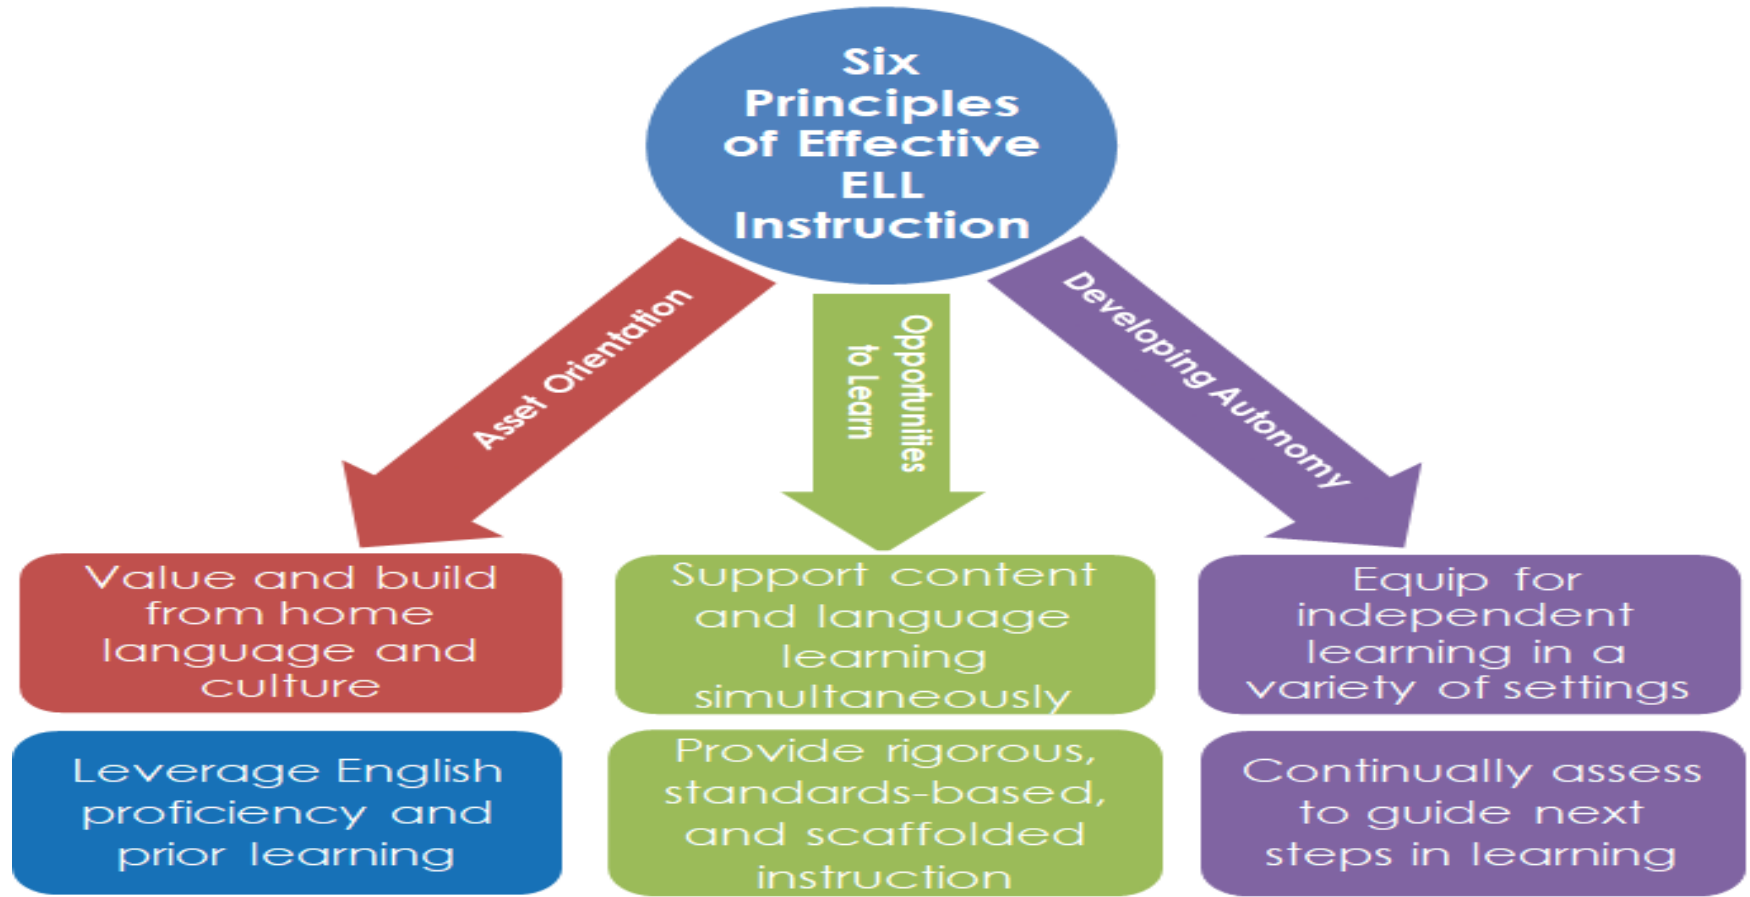 Six
Principles
of Effective
ELL
Instruction
Asset Orientation
Opportunities
to Learn
Developing Autonomy
Value and build
from home
language and
culture
Support content
and language
learning
simultaneously
Equip for
independent
learning in a
variety of settings
Leverage English
proficiency and
prior learning
Provide rigorous,
standards-based,
and scaffolded
instruction
Continually assess
to guide next
steps in learning